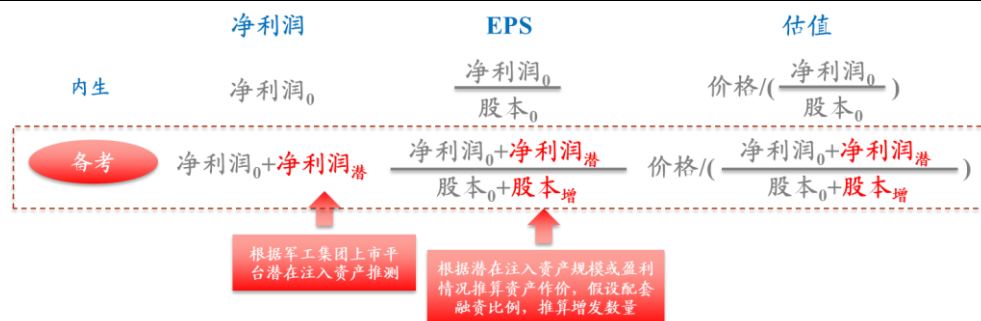 净利润 EPS 估值
内生 净利润₀ 净利润₀ 价格/( 净利润₀ )
股本₀ 股本₀
备考 净利润₀+净利润潜 净利润₀+净利润潜 价格/( 净利润₀+净利润潜 )
股本₀+股本增 股本₀+股本增
根据军工集团上市平
台潜在注入资产推测
根据潜在注入资产规模或盈利
情况推算资产作价，假设配套
融资比例，推算增发数量